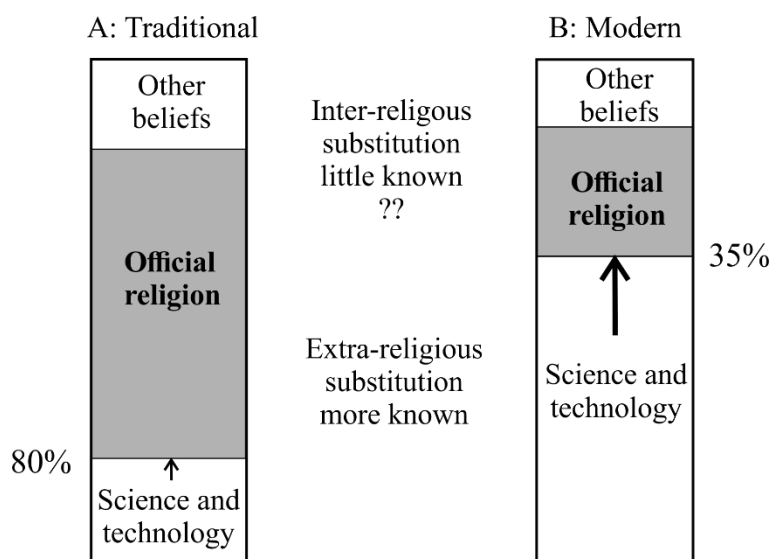 A: Traditional
Other
beliefs
Official
religion
80%
Science and
technology
Inter-religous
substitution
little known
??
Extra-religious
substitution
more known
B: Modern
Other
beliefs
Official
religion
35%
Science and
technology